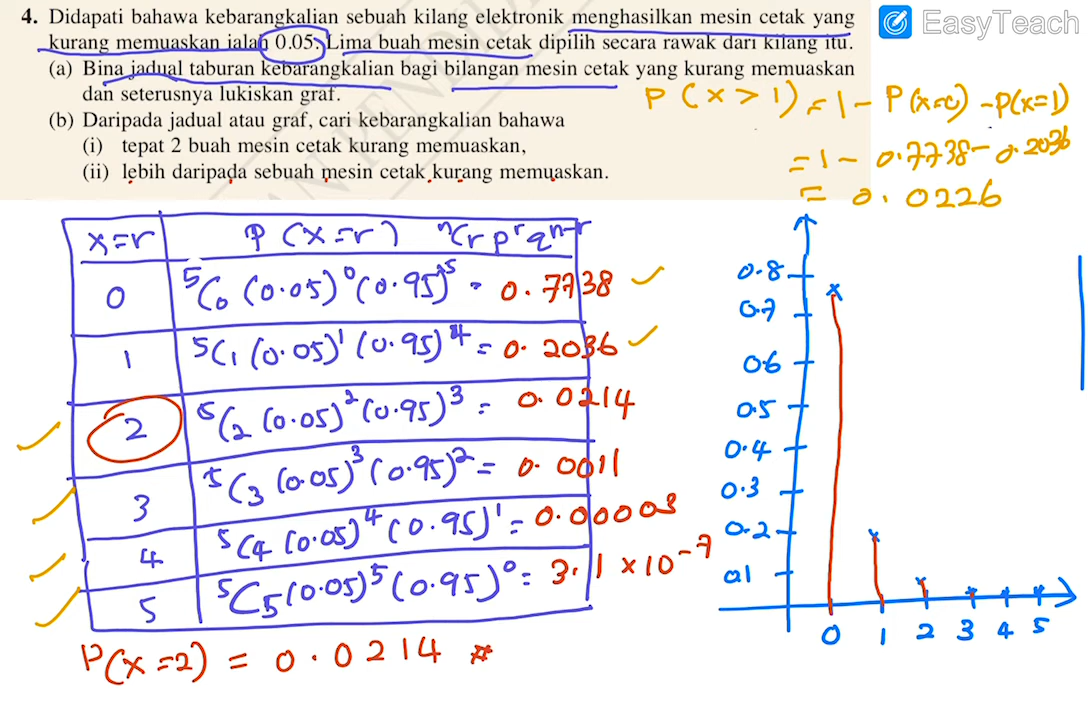 4. Didapati bahawa kebarangkalian sebuah kilang elektronik menghasilkan mesin cetak yang
kurang memuaskan ialah 0.05. Lima buah mesin cetak dipilih secara rawak dari kilang itu.
(a) Bina jadual taburan kebarangkalian bagi bilangan mesin cetak yang kurang memuaskan
dan seterusnya lukiskan graf.
(b) Daripada jadual atau graf, cari kebarangkalian bahawa
(i) tepat 2 buah mesin cetak kurang memuaskan,
(ii) lebih daripada sebuah mesin cetak kurang memuaskan.
EasyTeach
P(X>1) = 1 - P(x=0) - P(x=1)
= 1 - 0.7738 - 0.2036
= 0.0226
x=r P(X=r) ⁿCr pʳ qⁿ⁻ʳ
0 ⁵C₀ (0.05)⁰ (0.95)⁵ = 0.7738
1 5C₁ (0.05)¹ (0.95)⁴ = 0.2036
2 ⁵C₂ (0.05)² (0.95)³ = 0.0214
3 ⁵C₃ (0.05)³ (0.95)² = 0.0011
4 ⁵C₄ (0.05)⁴ (0.95)¹ = 0.00003
5 ⁵C₅ (0.05)⁵ (0.95)⁰ = 3.1 × 10⁻⁷
P(X=2) = 0.0214 #
0.8
0.7
0.6
0.5
0.4
0.3
0.2
0.1
0 1 2 3 4 5